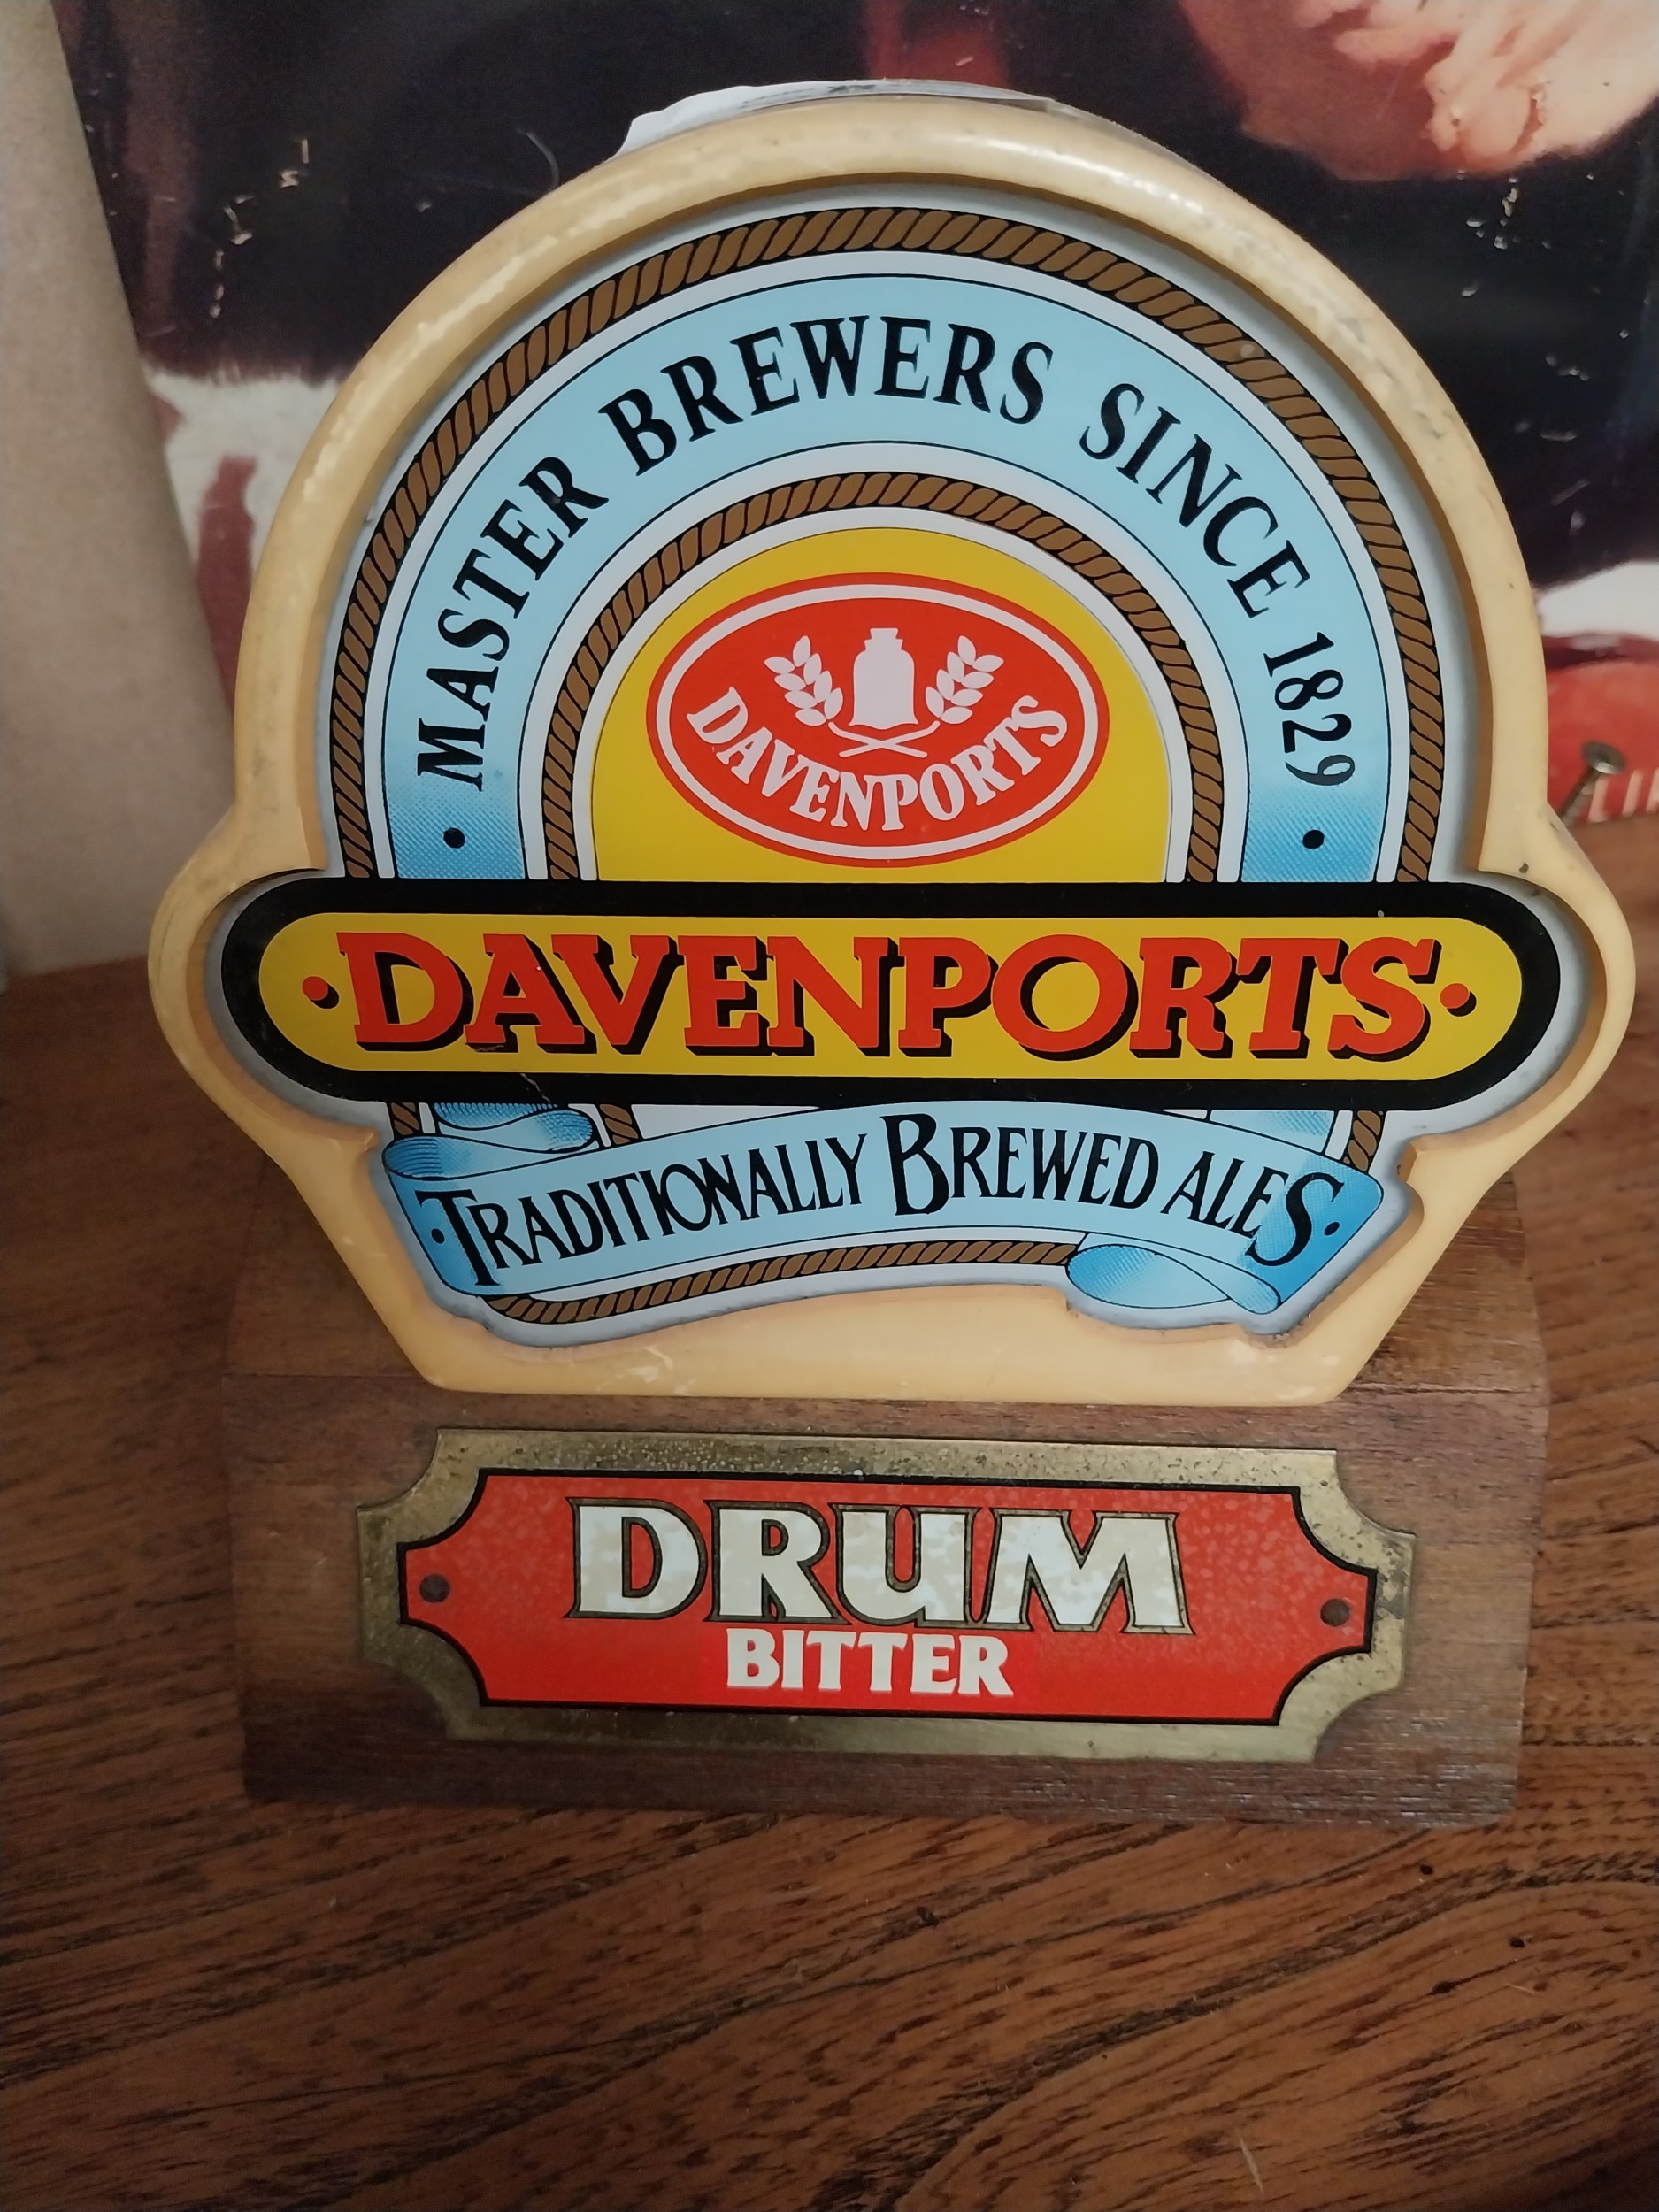 MASTER BREWERS SINCE 1829
DAVENPORTS
·DAVENPORTS·
·TRADITIONALLY BREWED ALES·
DRUM
BITTER